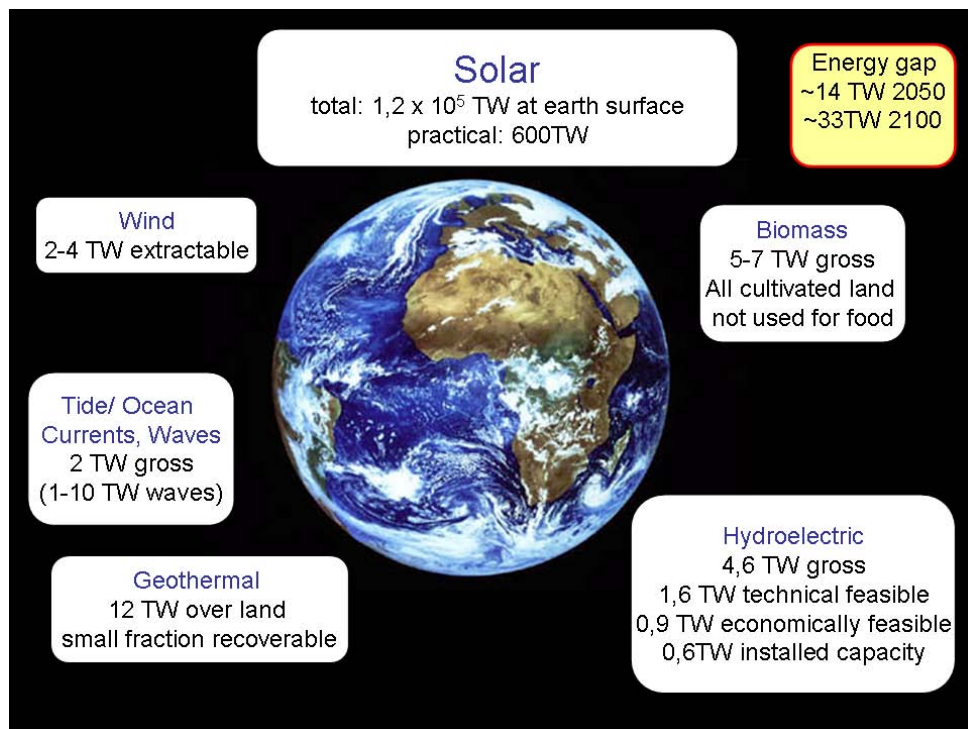 Solar
total: 1,2 x 10⁵ TW at earth surface
practical: 600TW
Energy gap
~14 TW 2050
~33TW 2100
Wind
2-4 TW extractable
Biomass
5-7 TW gross
All cultivated land
not used for food
Tide/ Ocean
Currents, Waves
2 TW gross
(1-10 TW waves)
Hydroelectric
4,6 TW gross
1,6 TW technical feasible
0,9 TW economically feasible
0,6TW installed capacity
Geothermal
12 TW over land
small fraction recoverable